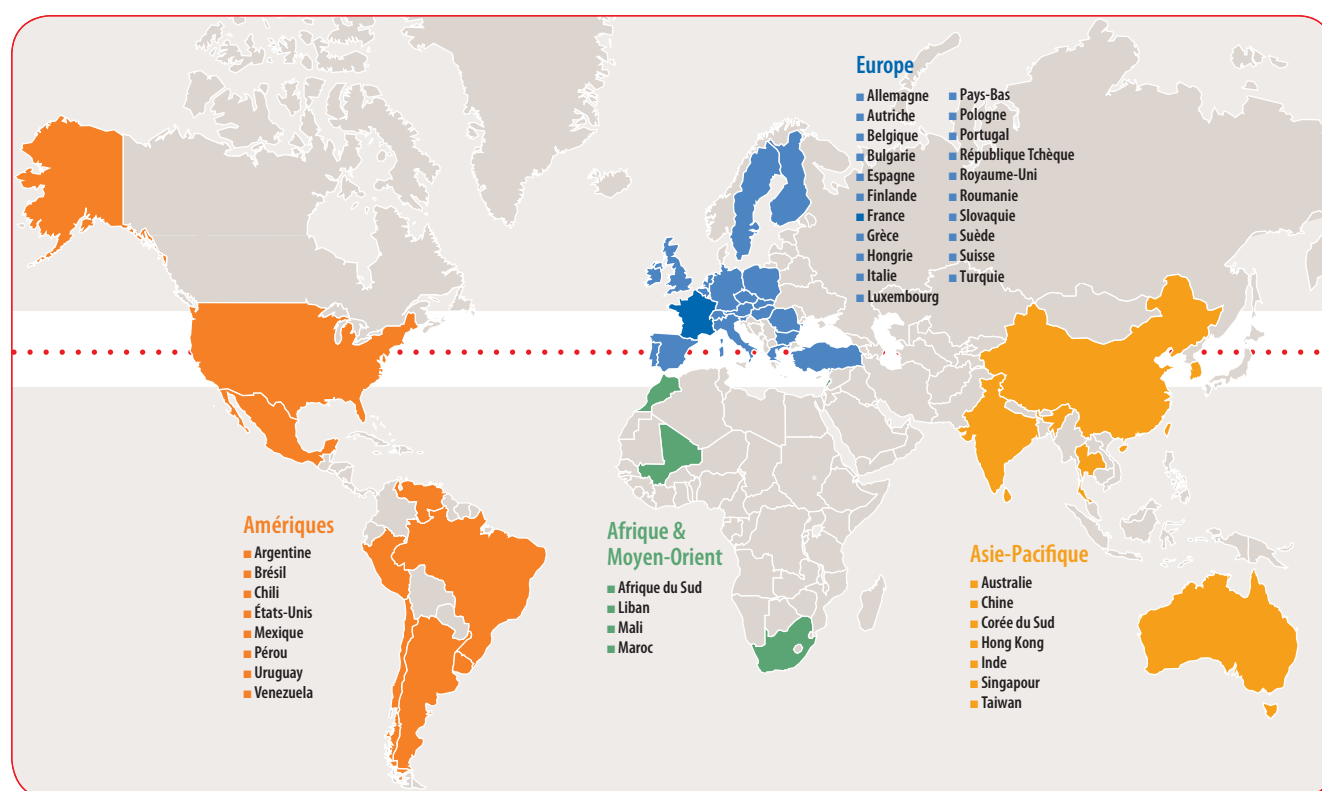 Europe
Allemagne
Autriche
Belgique
Bulgarie
Espagne
Finlande
France
Grèce
Hongrie
Italie
Luxembourg
Pays-Bas
Pologne
Portugal
République Tchèque
Royaume-Uni
Roumanie
Slovaquie
Suède
Suisse
Turquie
Amériques
Argentine
Brésil
Chili
États-Unis
Mexique
Pérou
Uruguay
Venezuela
Afrique &
Moyen-Orient
Afrique du Sud
Liban
Mali
Maroc
Asie-Pacifique
Australie
Chine
Corée du Sud
Hong Kong
Inde
Singapour
Taiwan